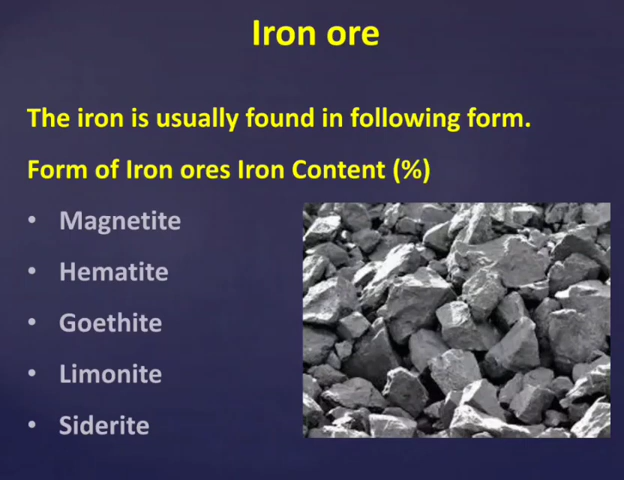 Iron ore
The iron is usually found in following form.
Form of Iron ores Iron Content (%)
• Magnetite
• Hematite
• Goethite
• Limonite
• Siderite